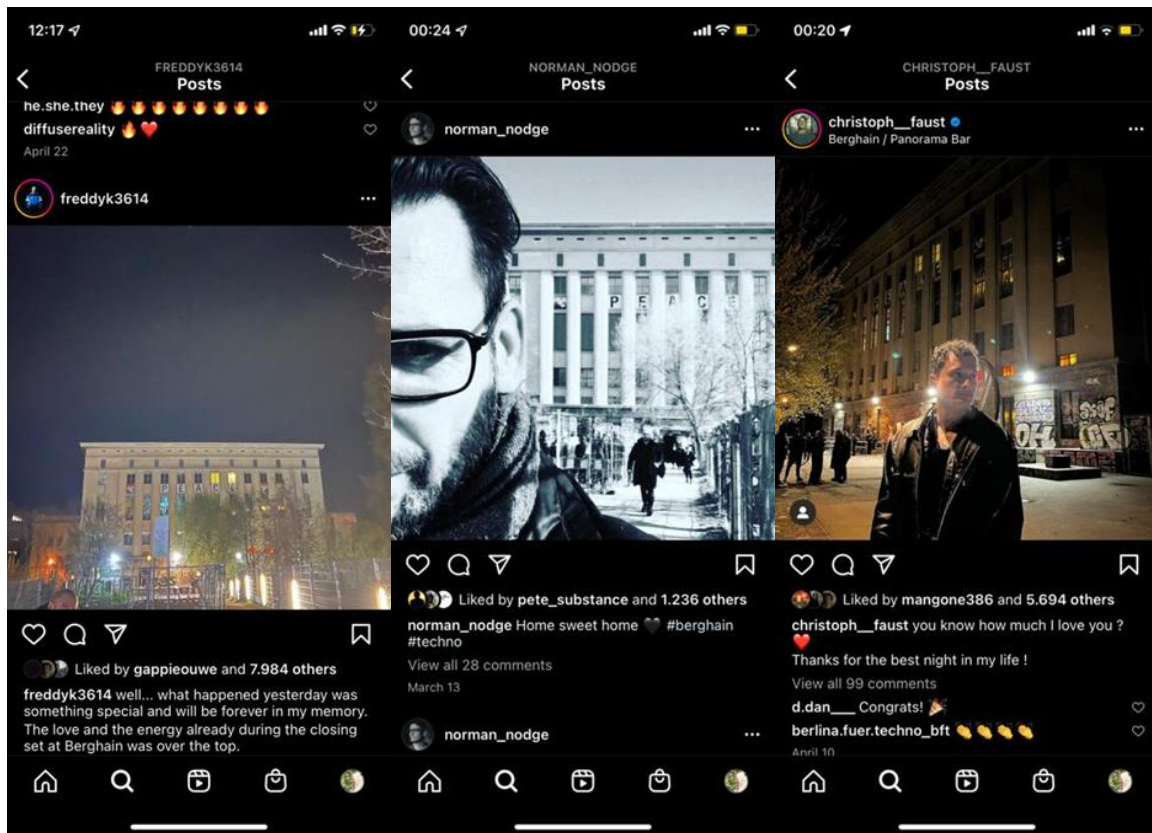 12:17
FREDDYK3614
Posts
he.she.they 🔥🔥🔥🔥🔥🔥🔥🔥
diffusereality 🔥❤️
April 22
freddyk3614
PEACE
Liked by gappieouwe and 7.984 others
freddyk3614 well... what happened yesterday was
something special and will be forever in my memory.
The love and the energy already during the closing
set at Berghain was over the top.
00:24
NORMAN_NODGE
Posts
norman_nodge
PEACE
Liked by pete_substance and 1.236 others
norman_nodge Home sweet home 🖤 #berghain
#techno
View all 28 comments
March 13
norman_nodge
00:20
CHRISTOPH__FAUST
Posts
christoph__faust
Berghain / Panorama Bar
OH
Liked by mangone386 and 5.694 others
christoph__faust you know how much I love you ?
❤️
Thanks for the best night in my life !
View all 99 comments
d.dan___ Congrats! 🎉
berlina.fuer.techno_bft 👏👏👏👏
April 10